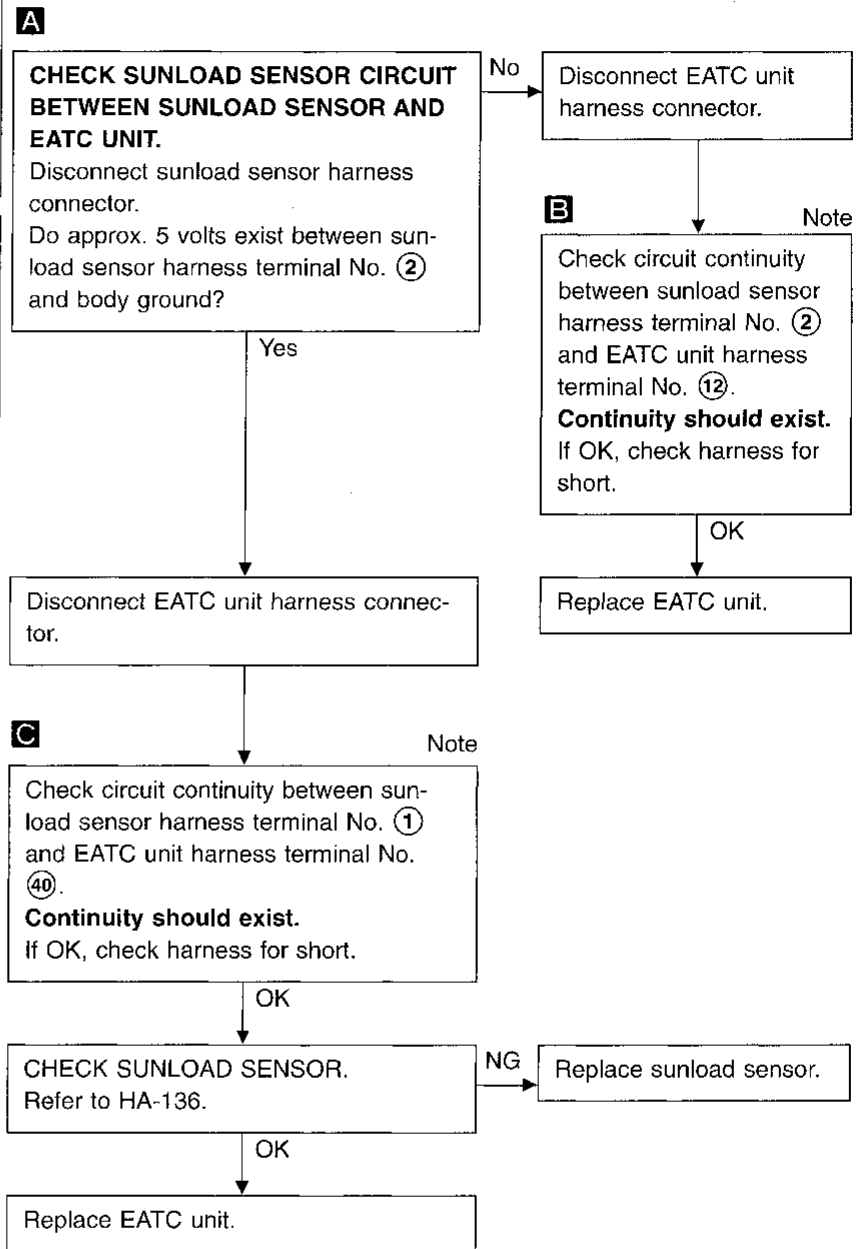 A
CHECK SUNLOAD SENSOR CIRCUIT
BETWEEN SUNLOAD SENSOR AND
EATC UNIT.
Disconnect sunload sensor harness
connector.
Do approx. 5 volts exist between sun-
load sensor harness terminal No. ②
and body ground?
No
Disconnect EATC unit
harness connector.
B
Note
Check circuit continuity
between sunload sensor
harness terminal No. ②
and EATC unit harness
terminal No. ⑫.
Continuity should exist.
If OK, check harness for
short.
OK
Replace EATC unit.
Yes
Disconnect EATC unit harness connec-
tor.
C
Note
Check circuit continuity between sun-
load sensor harness terminal No. ①
and EATC unit harness terminal No.
㊵.
Continuity should exist.
If OK, check harness for short.
OK
CHECK SUNLOAD SENSOR.
Refer to HA-136.
NG
Replace sunload sensor.
OK
Replace EATC unit.